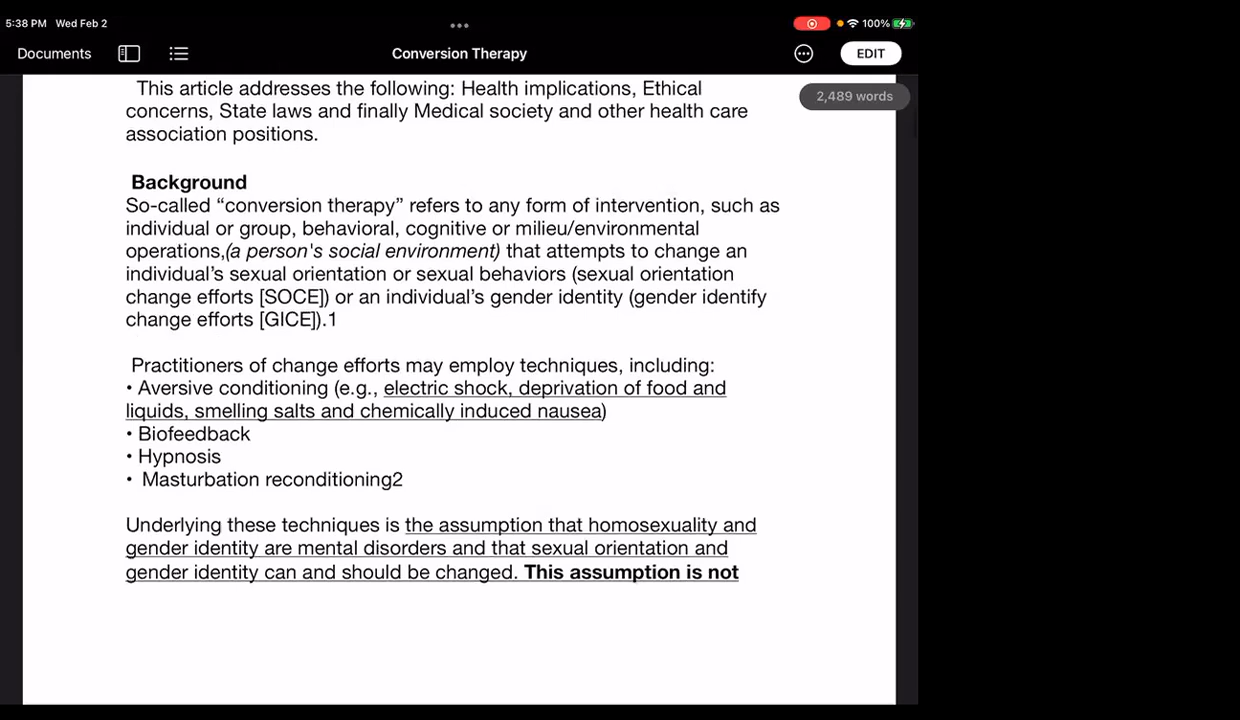 5:38 PM Wed Feb 2
100%
Documents
Conversion Therapy
EDIT
2,489 words
This article addresses the following: Health implications, Ethical
concerns, State laws and finally Medical society and other health care
association positions.
Background
So-called “conversion therapy” refers to any form of intervention, such as
individual or group, behavioral, cognitive or milieu/environmental
operations,(a person's social environment) that attempts to change an
individual’s sexual orientation or sexual behaviors (sexual orientation
change efforts [SOCE]) or an individual’s gender identity (gender identify
change efforts [GICE]).1
Practitioners of change efforts may employ techniques, including:
• Aversive conditioning (e.g., electric shock, deprivation of food and
liquids, smelling salts and chemically induced nausea)
• Biofeedback
• Hypnosis
• Masturbation reconditioning2
Underlying these techniques is the assumption that homosexuality and
gender identity are mental disorders and that sexual orientation and
gender identity can and should be changed. This assumption is not